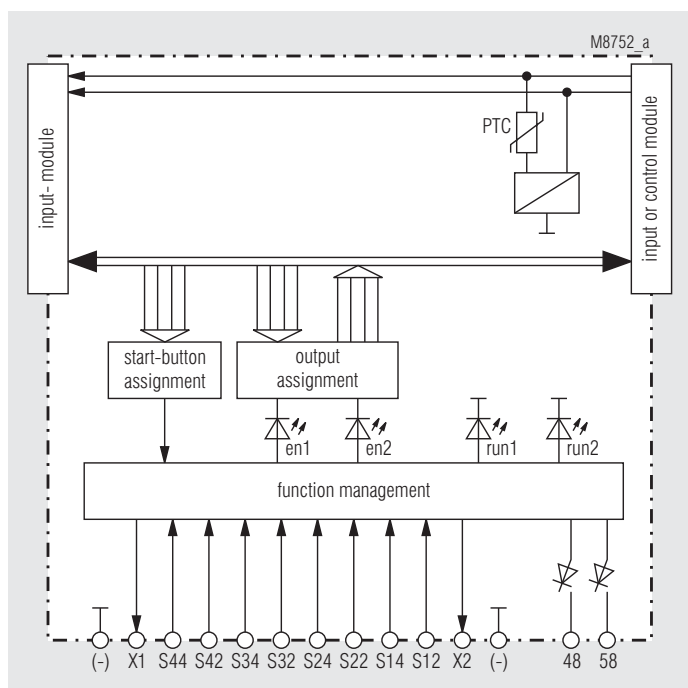 M8752_a
input- module
PTC
input or control module
start-button
assignment
output
assignment
en1
en2
run1
run2
function management
(-) X1 S44 S42 S34 S32 S24 S22 S14 S12 X2 (-) 48 58